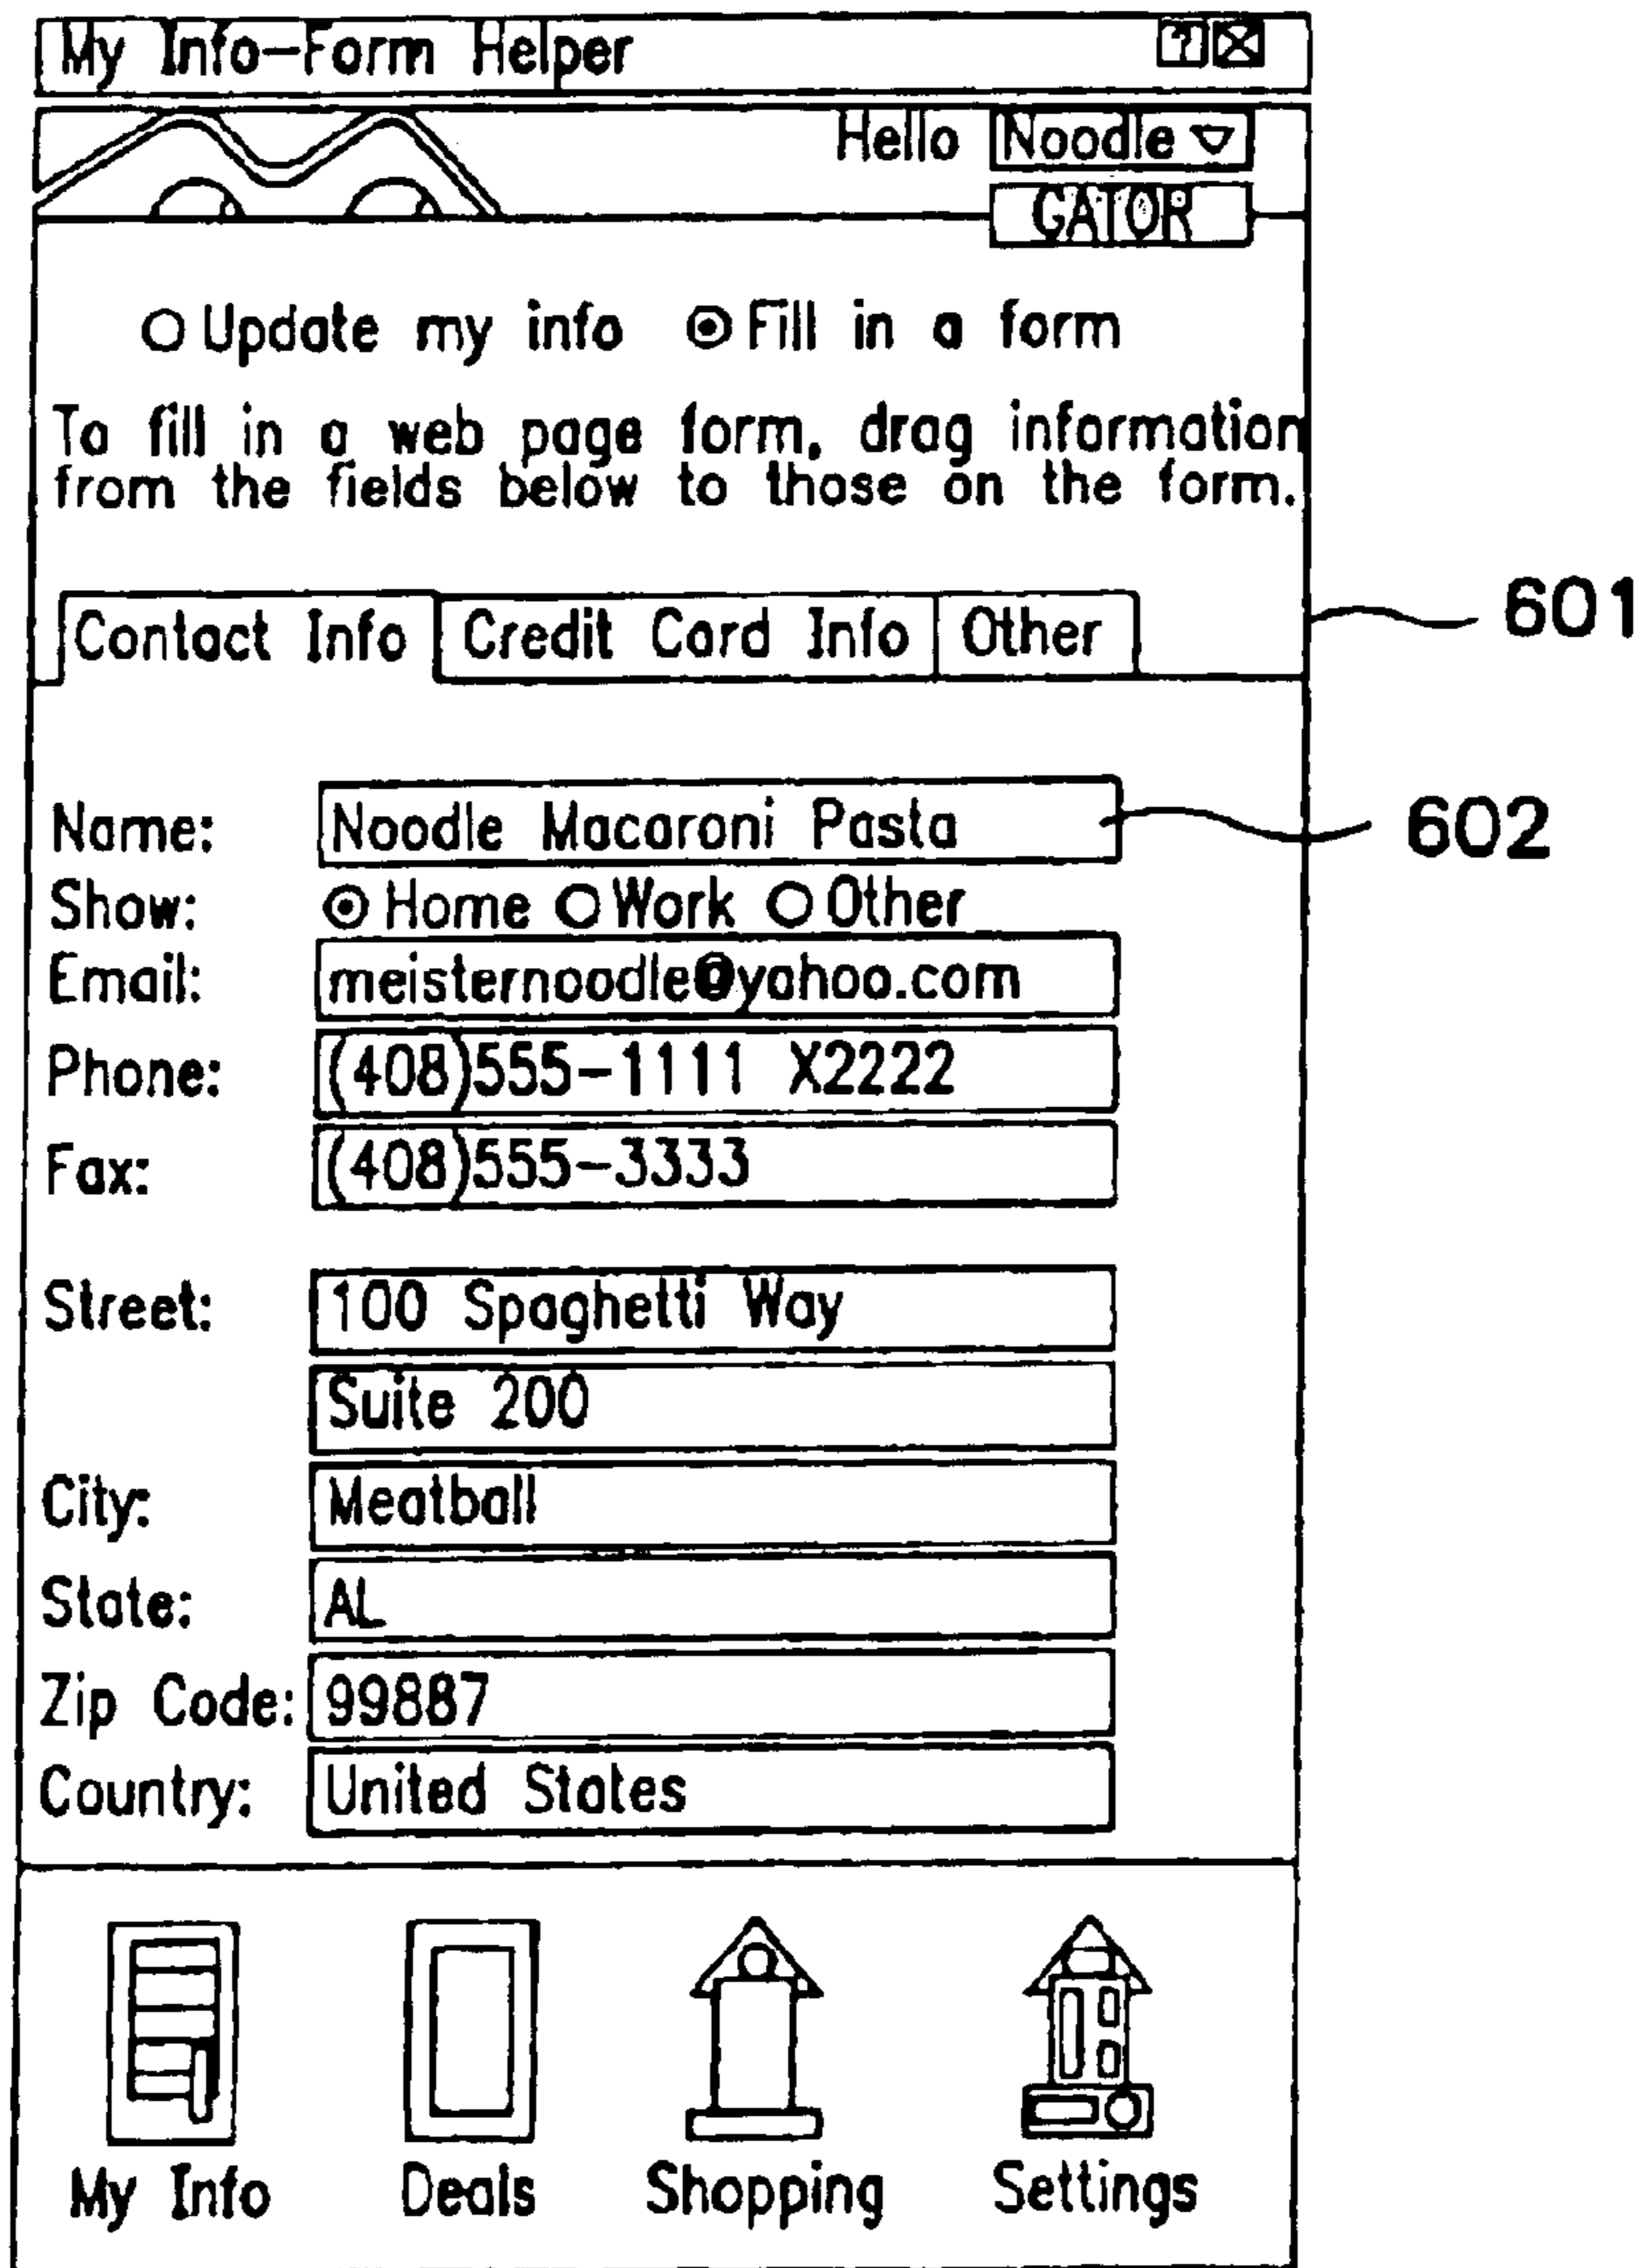 My Info-Form Helper ?
Hello Noodle
GATOR
Update my info Fill in a form
To fill in a web page form, drag information
from the fields below to those on the form.
Contact Info Credit Card Info Other
601
Name: Noodle Macaroni Pasta
602
Show: Home Work Other
Email: meisternoodle@yahoo.com
Phone: (408)555-1111 X2222
Fax: (408)555-3333
Street: 100 Spaghetti Way
Suite 200
City: Meatball
State: AL
Zip Code: 99887
Country: United States
My Info Deals Shopping Settings